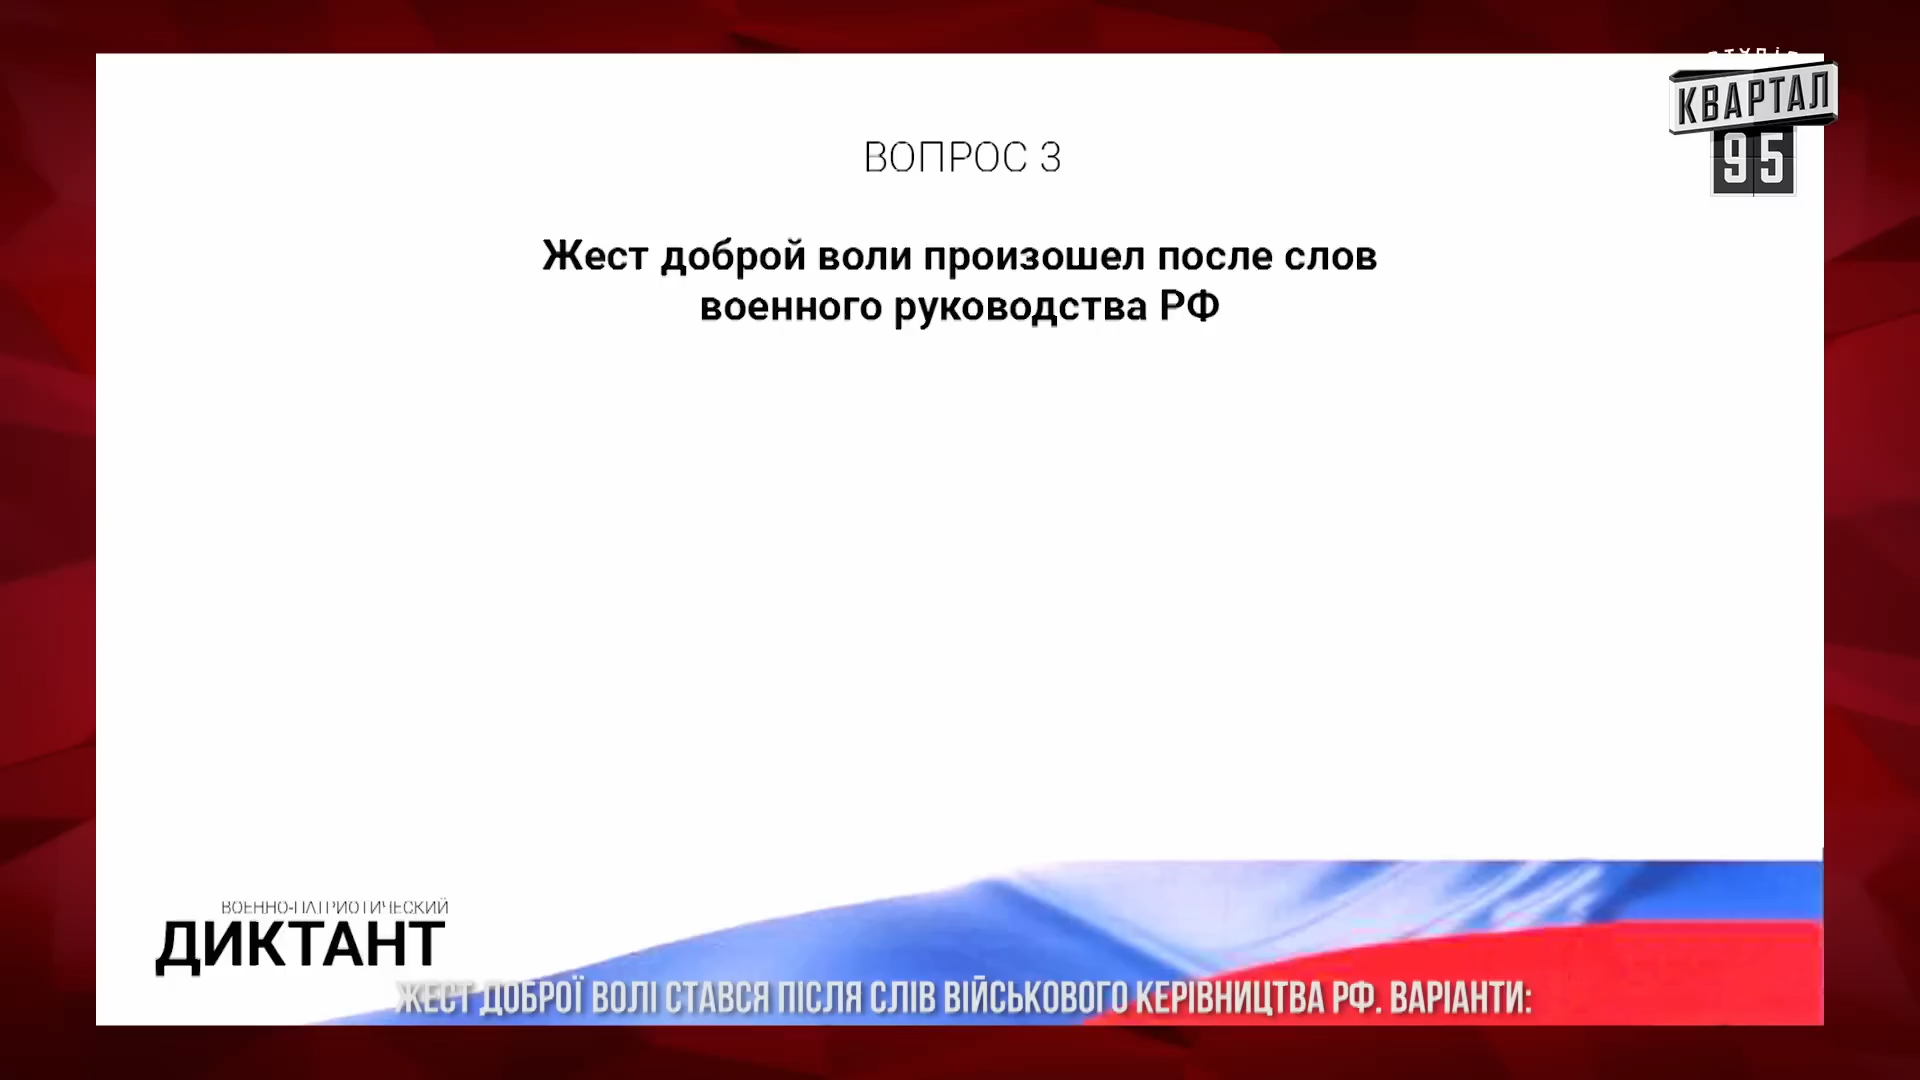 КВАРТАЛ
95
ВОПРОС 3
Жест доброй воли произошел после слов
военного руководства РФ
ВОЕННО-ПАТРИОТИЧЕСКИЙ
ДИКТАНТ
ЖЕСТ ДОБРОЇ ВОЛІ СТАВСЯ ПІСЛЯ СЛІВ ВІЙСЬКОВОГО КЕРІВНИЦТВА РФ. ВАРІАНТИ: